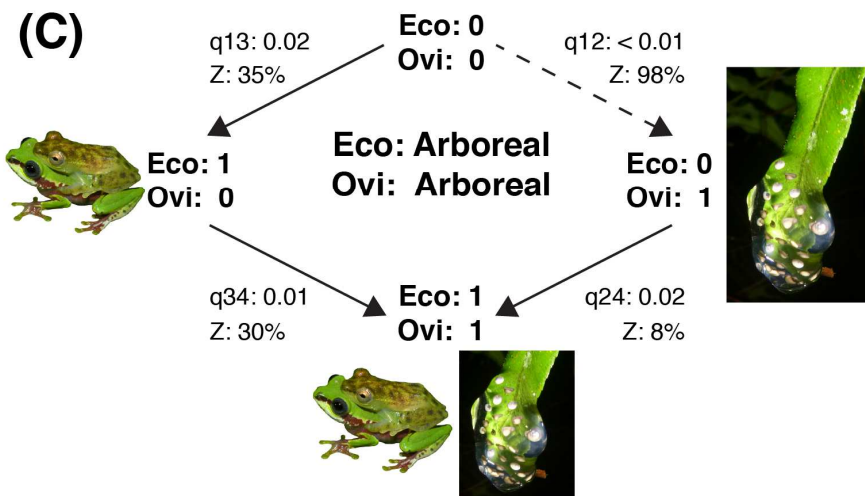 (C)
q13: 0.02
Z: 35%
Eco: 0
Ovi: 0
q12: < 0.01
Z: 98%
Eco: 1
Ovi: 0
Eco: Arboreal
Ovi: Arboreal
Eco: 0
Ovi: 1
q34: 0.01
Z: 30%
Eco: 1
Ovi: 1
q24: 0.02
Z: 8%